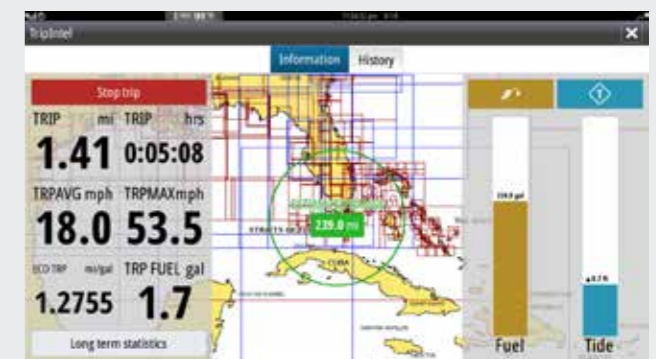 TripIntel
Information History
Stop trip
TRIP mi TRIP hrs
1.41 0:05:08
TRPAVG mph TRPMAXmph
18.0 53.5
ECO TRP mi/gal TRP FUEL gal
1.2755 1.7
Long term statistics
239.0 mi
CUBA
Fuel
Tide